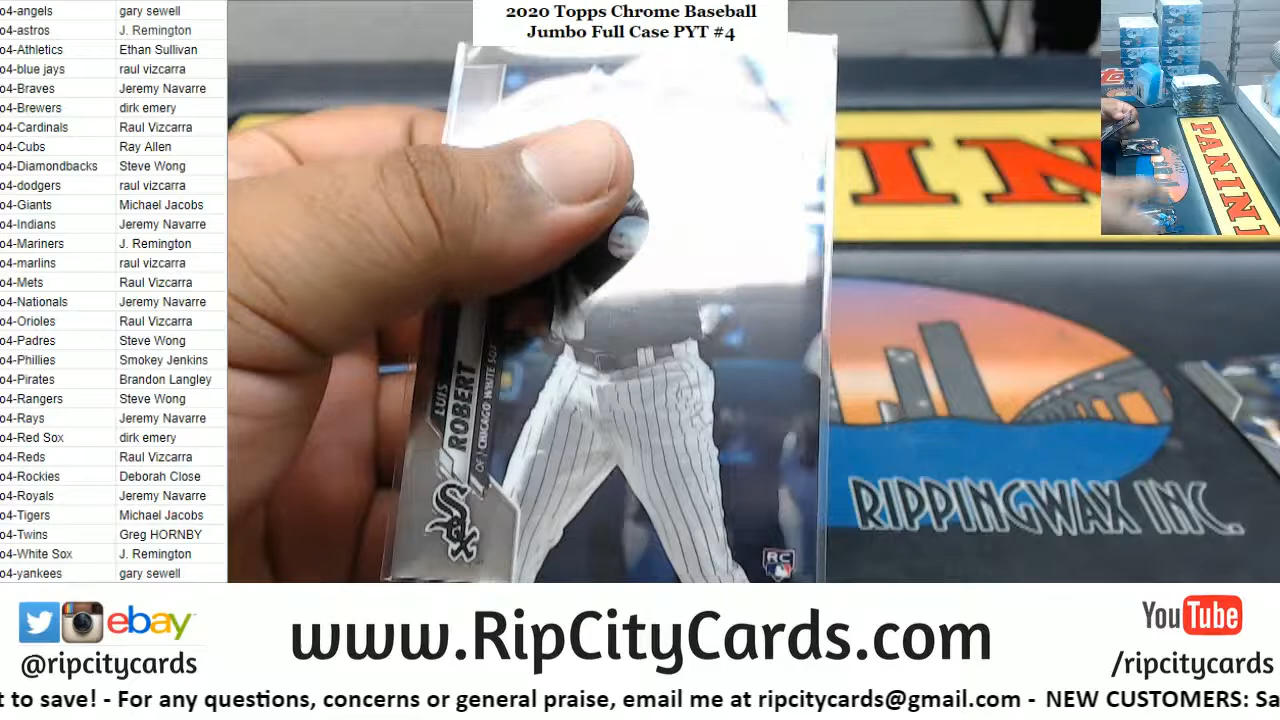 2020 Topps Chrome Baseball
Jumbo Full Case PYT #4
o4-angels gary sewell
o4-astros J. Remington
o4-Athletics Ethan Sullivan
o4-blue jays raul vizcarra
o4-Braves Jeremy Navarre
o4-Brewers dirk emery
o4-Cardinals Raul Vizcarra
o4-Cubs Ray Allen
o4-Diamondbacks Steve Wong
o4-dodgers raul vizcarra
o4-Giants Michael Jacobs
o4-Indians Jeremy Navarre
o4-Mariners J. Remington
o4-marlins raul vizcarra
o4-Mets Raul Vizcarra
o4-Nationals Jeremy Navarre
o4-Orioles Raul Vizcarra
o4-Padres Steve Wong
o4-Phillies Smokey Jenkins
o4-Pirates Brandon Langley
o4-Rangers Steve Wong
o4-Rays Jeremy Navarre
o4-Red Sox dirk emery
o4-Reds Raul Vizcarra
o4-Rockies Deborah Close
o4-Royals Jeremy Navarre
o4-Tigers Michael Jacobs
o4-Twins Greg HORNBY
o4-White Sox J. Remington
o4-yankees gary sewell
LUIS
ROBERT
OF | CHICAGO WHITE SOX
Sox
RC
IN
PANINI
RIPPINGWAX INC.
ebay
@ripcitycards
www.RipCityCards.com
YouTube
/ripcitycards
t to save! - For any questions, concerns or general praise, email me at ripcitycards@gmail.com - NEW CUSTOMERS: Sa